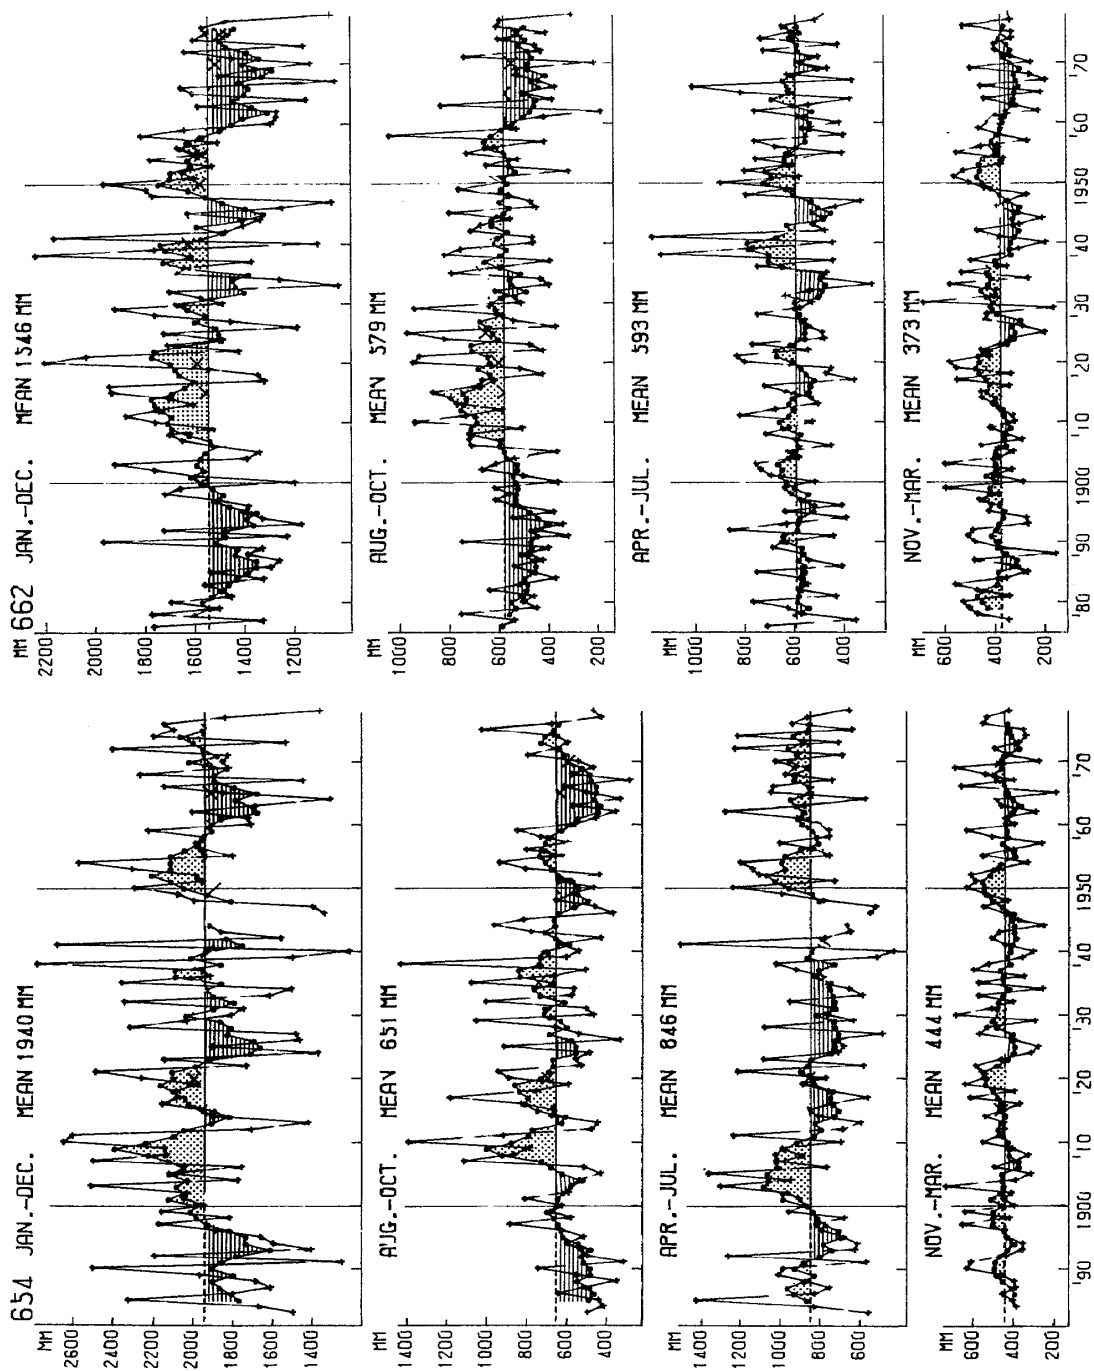 654 JAN.-DEC. MEAN 1940 MM
MM
2600
2400
2200
2000
1800
1600
1400
AUG.-OCT. MEAV 651 MM
MM
1400
1200
1000
800
600
400
APR.-JUL. MEAN 846 MM
MM
1400
1200
1000
800
600
NOV.-MAR. MEAN 444 MM
MM
600
400
200
'90 1900 '10 '20 '30 '40 1950 '60 '70
MM 662 JAN.-DEC. MFAN 1546 MM
2200
2000
1800
1600
1400
1200
AUG.-OCT. MEAN 579 MM
MM
1000
800
600
400
200
APR.-JUL. MEAN 593 MM
MM
1000
800
600
400
NOV.-MAR. MEAN 373 MM
MM
600
400
200
'80 '90 1900 '10 '20 '30 '40 1950 '60 '70